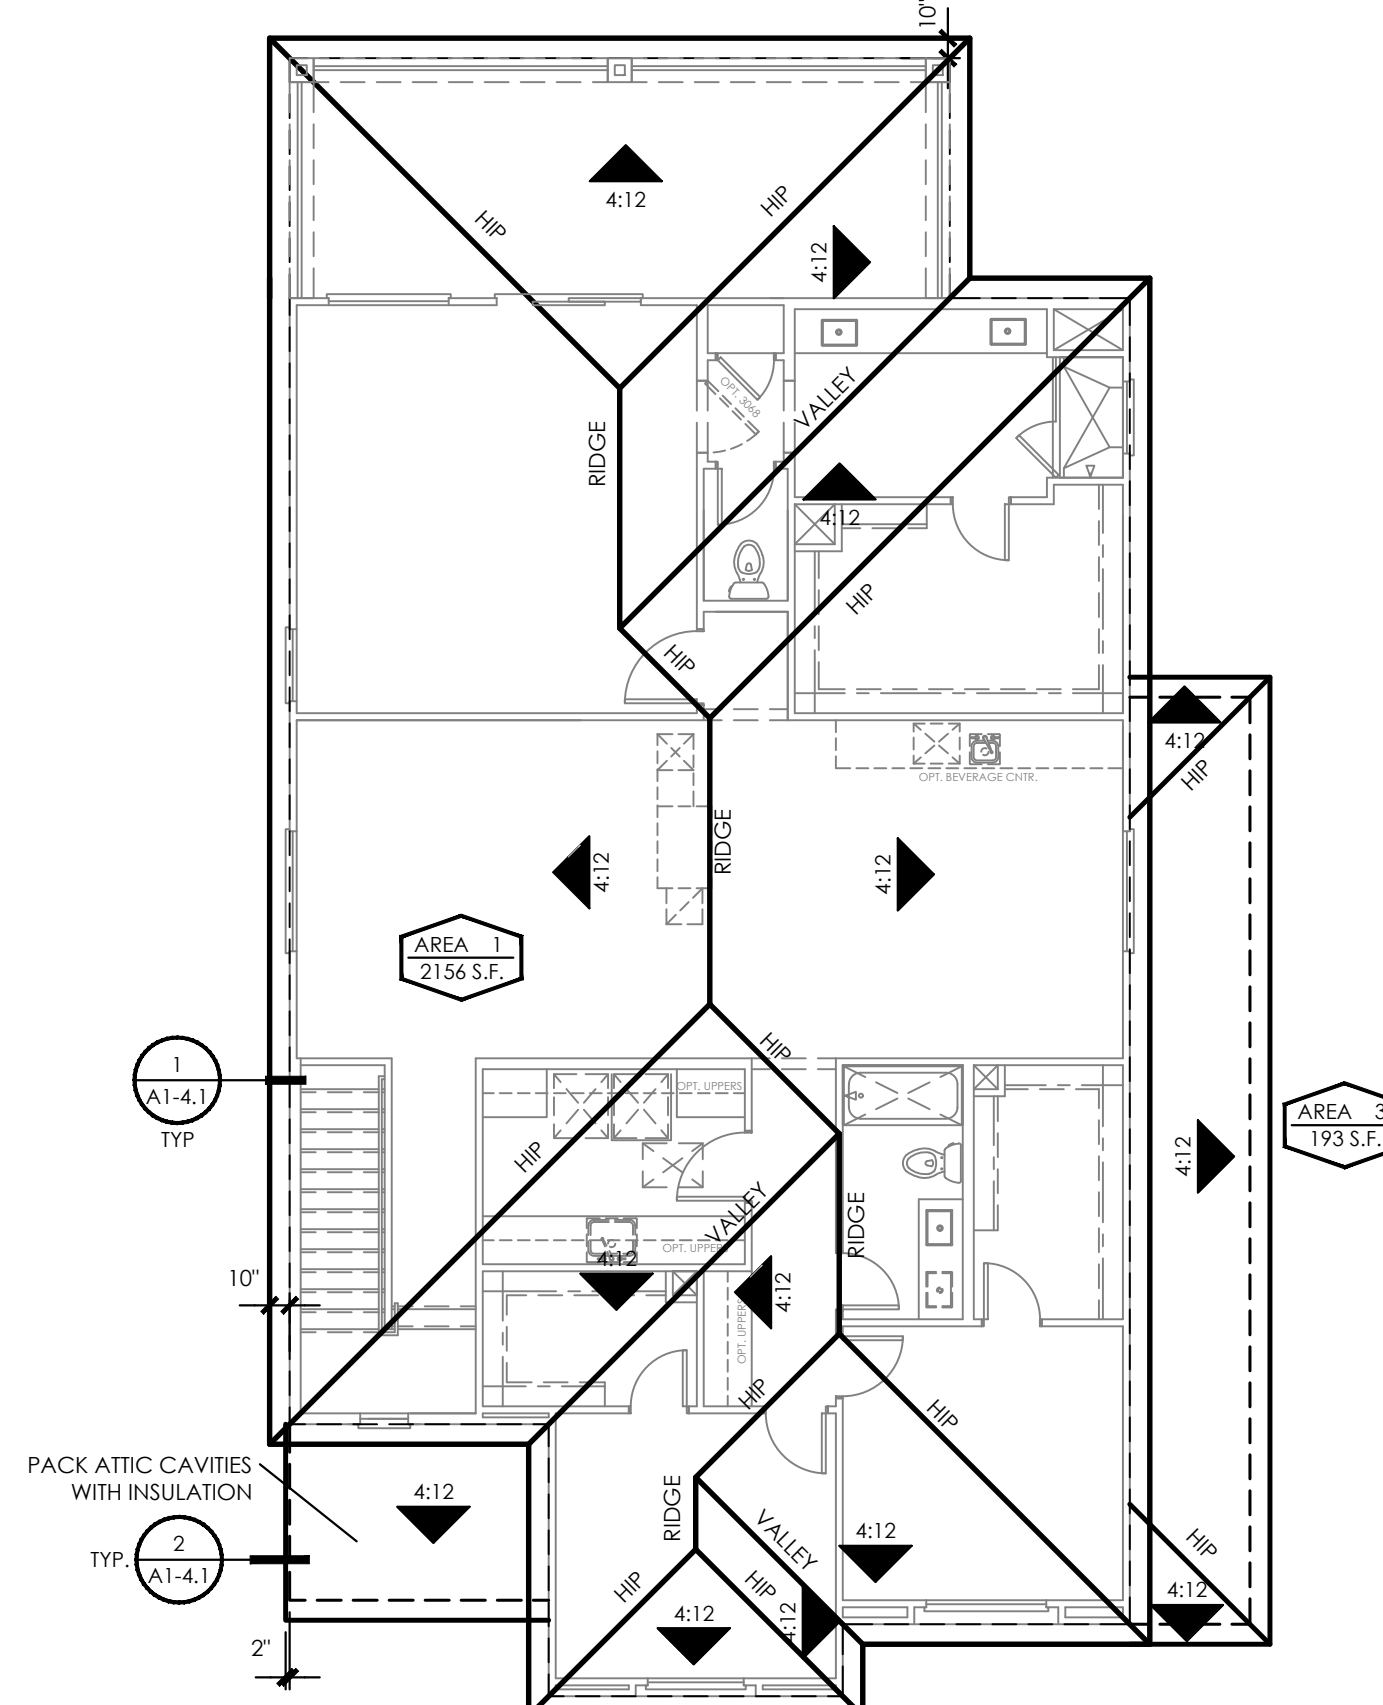 10"
4:12
HIP
HIP
4:12
OPT. 3068
VALLEY
RIDGE
4:12
HIP
HIP
4:12
HIP
OPT. BEVERAGE CNTR.
RIDGE
4:12
4:12
AREA 1
2156 S.F.
HIP
1
A1-4.1
TYP
OPT. UPPERS
AREA 3
193 S.F.
HIP
4:12
VALLEY
RIDGE
OPT. UPPERS
4:12
10"
4:12
OPT. UPPERS
HIP
HIP
PACK ATTIC CAVITIES
WITH INSULATION
4:12
RIDGE
VALLEY
4:12
HIP
TYP.
2
A1-4.1
HIP
HIP
4:12
4:12
4:12
2"